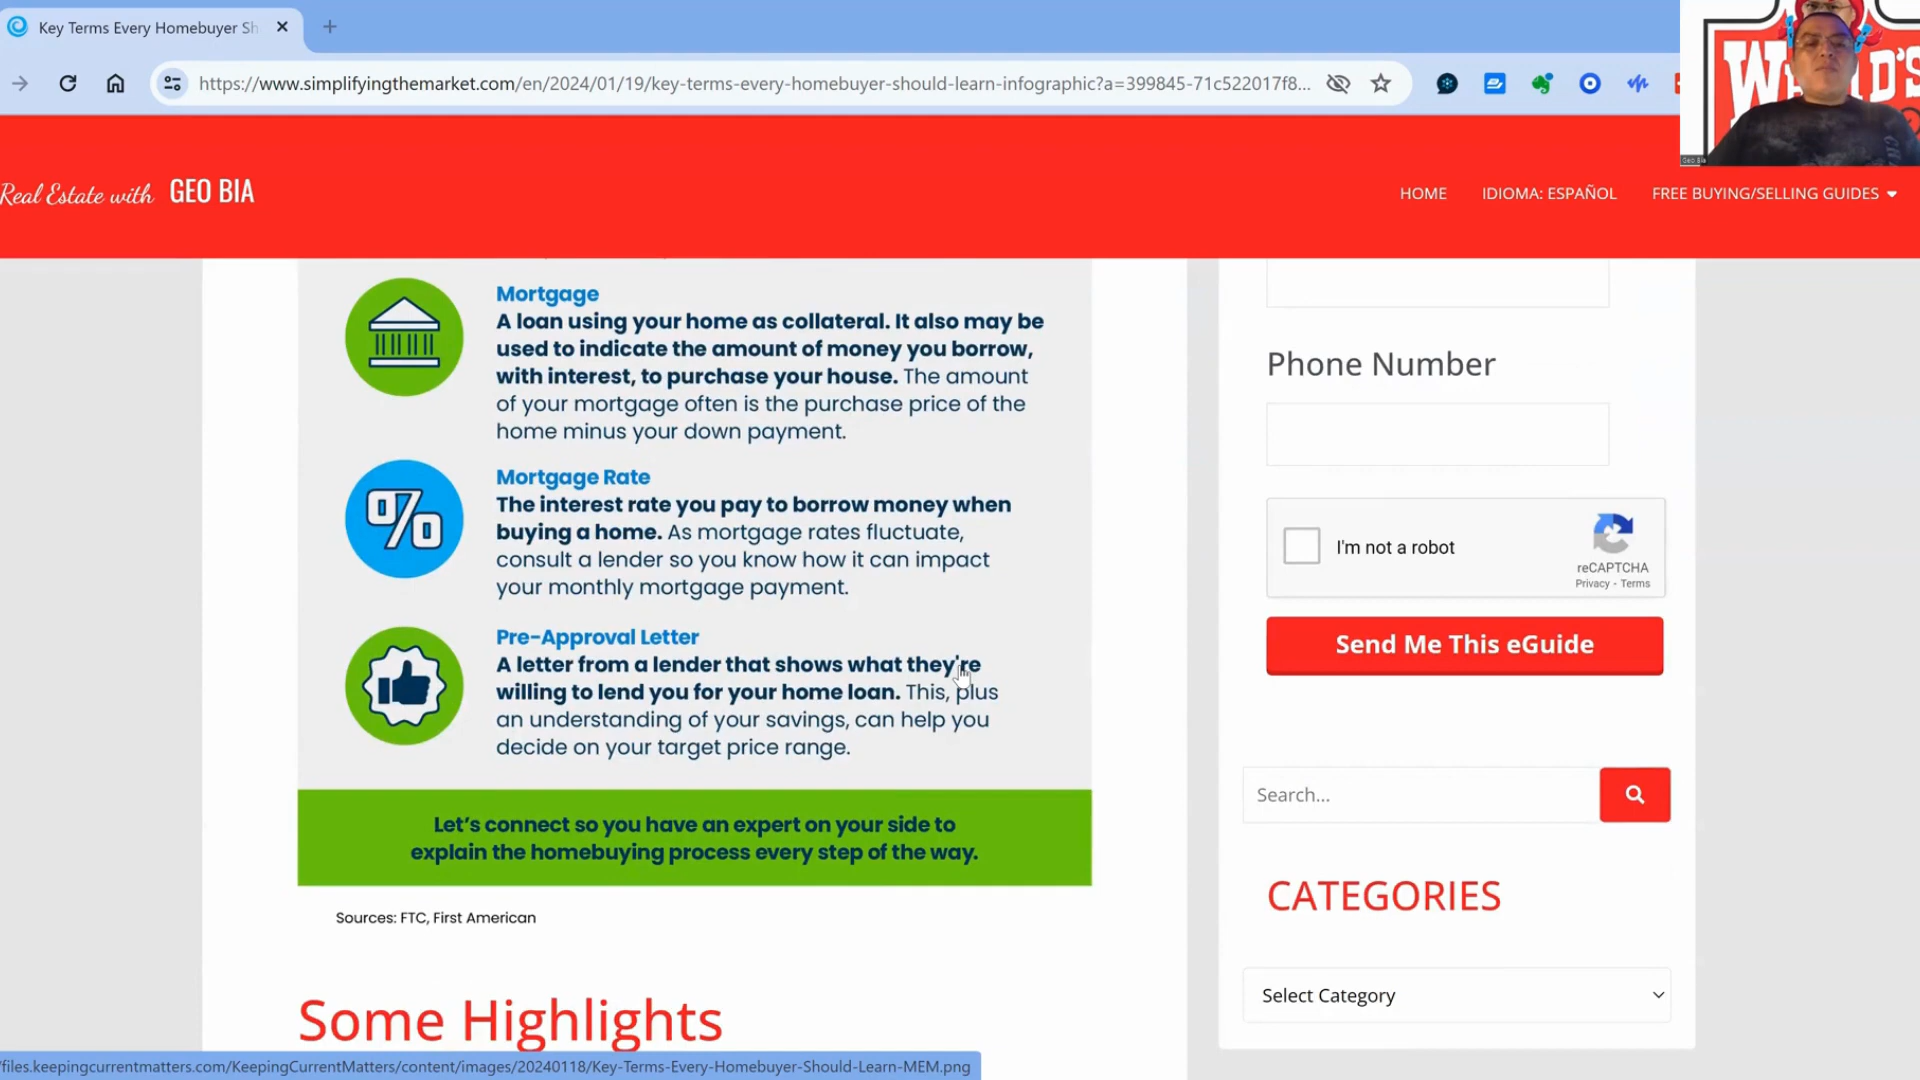 Key Terms Every Homebuyer Sh
https://www.simplifyingthemarket.com/en/2024/01/19/key-terms-every-homebuyer-should-learn-infographic?a=399845-71c522017f8...
Geo Bia
Real Estate with GEO BIA
HOME
IDIOMA: ESPAÑOL
FREE BUYING/SELLING GUIDES
Mortgage
A loan using your home as collateral. It also may be
used to indicate the amount of money you borrow,
with interest, to purchase your house. The amount
of your mortgage often is the purchase price of the
home minus your down payment.
Mortgage Rate
The interest rate you pay to borrow money when
buying a home. As mortgage rates fluctuate,
consult a lender so you know how it can impact
your monthly mortgage payment.
Pre-Approval Letter
A letter from a lender that shows what they're
willing to lend you for your home loan. This, plus
an understanding of your savings, can help you
decide on your target price range.
Let's connect so you have an expert on your side to
explain the homebuying process every step of the way.
Sources: FTC, First American
Some Highlights
Phone Number
I'm not a robot
reCAPTCHA
Privacy - Terms
Send Me This eGuide
Search...
CATEGORIES
Select Category
/files.keepingcurrentmatters.com/KeepingCurrentMatters/content/images/20240118/Key-Terms-Every-Homebuyer-Should-Learn-MEM.png